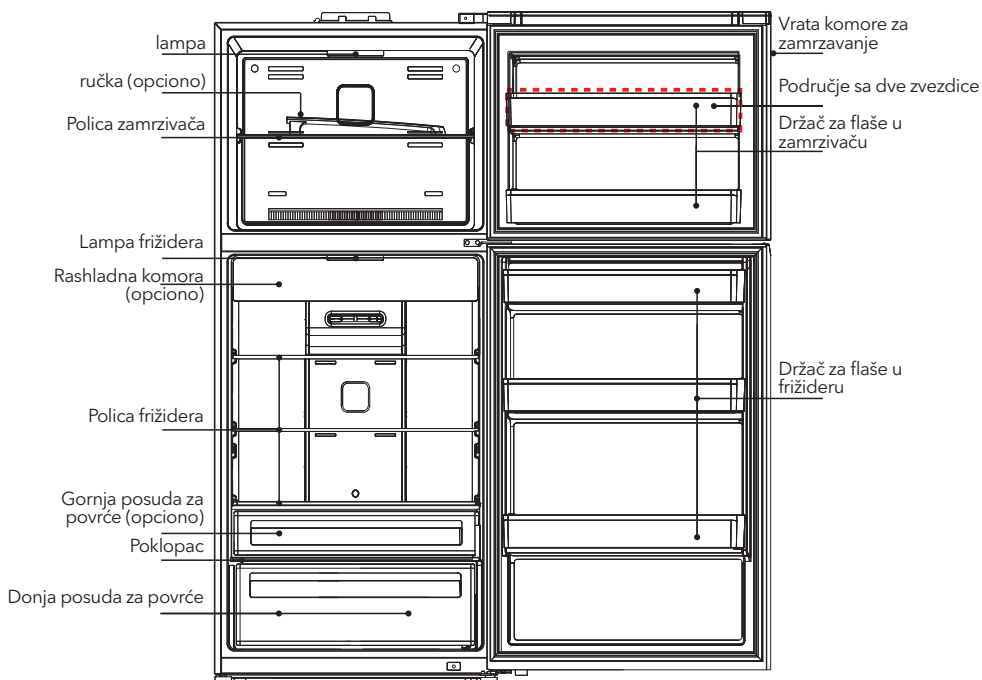 lampa
ručka (opciono)
Polica zamrzivača
Lampa frižidera
Rashladna komora
(opciono)
Polica frižidera
Gornja posuda za
povrće (opciono)
Poklopac
Donja posuda za povrće
Vrata komore za
zamrzavanje
Područje sa dve zvezdice
Držač za flaše u
zamrzivaču
Držač za flaše u
frižideru